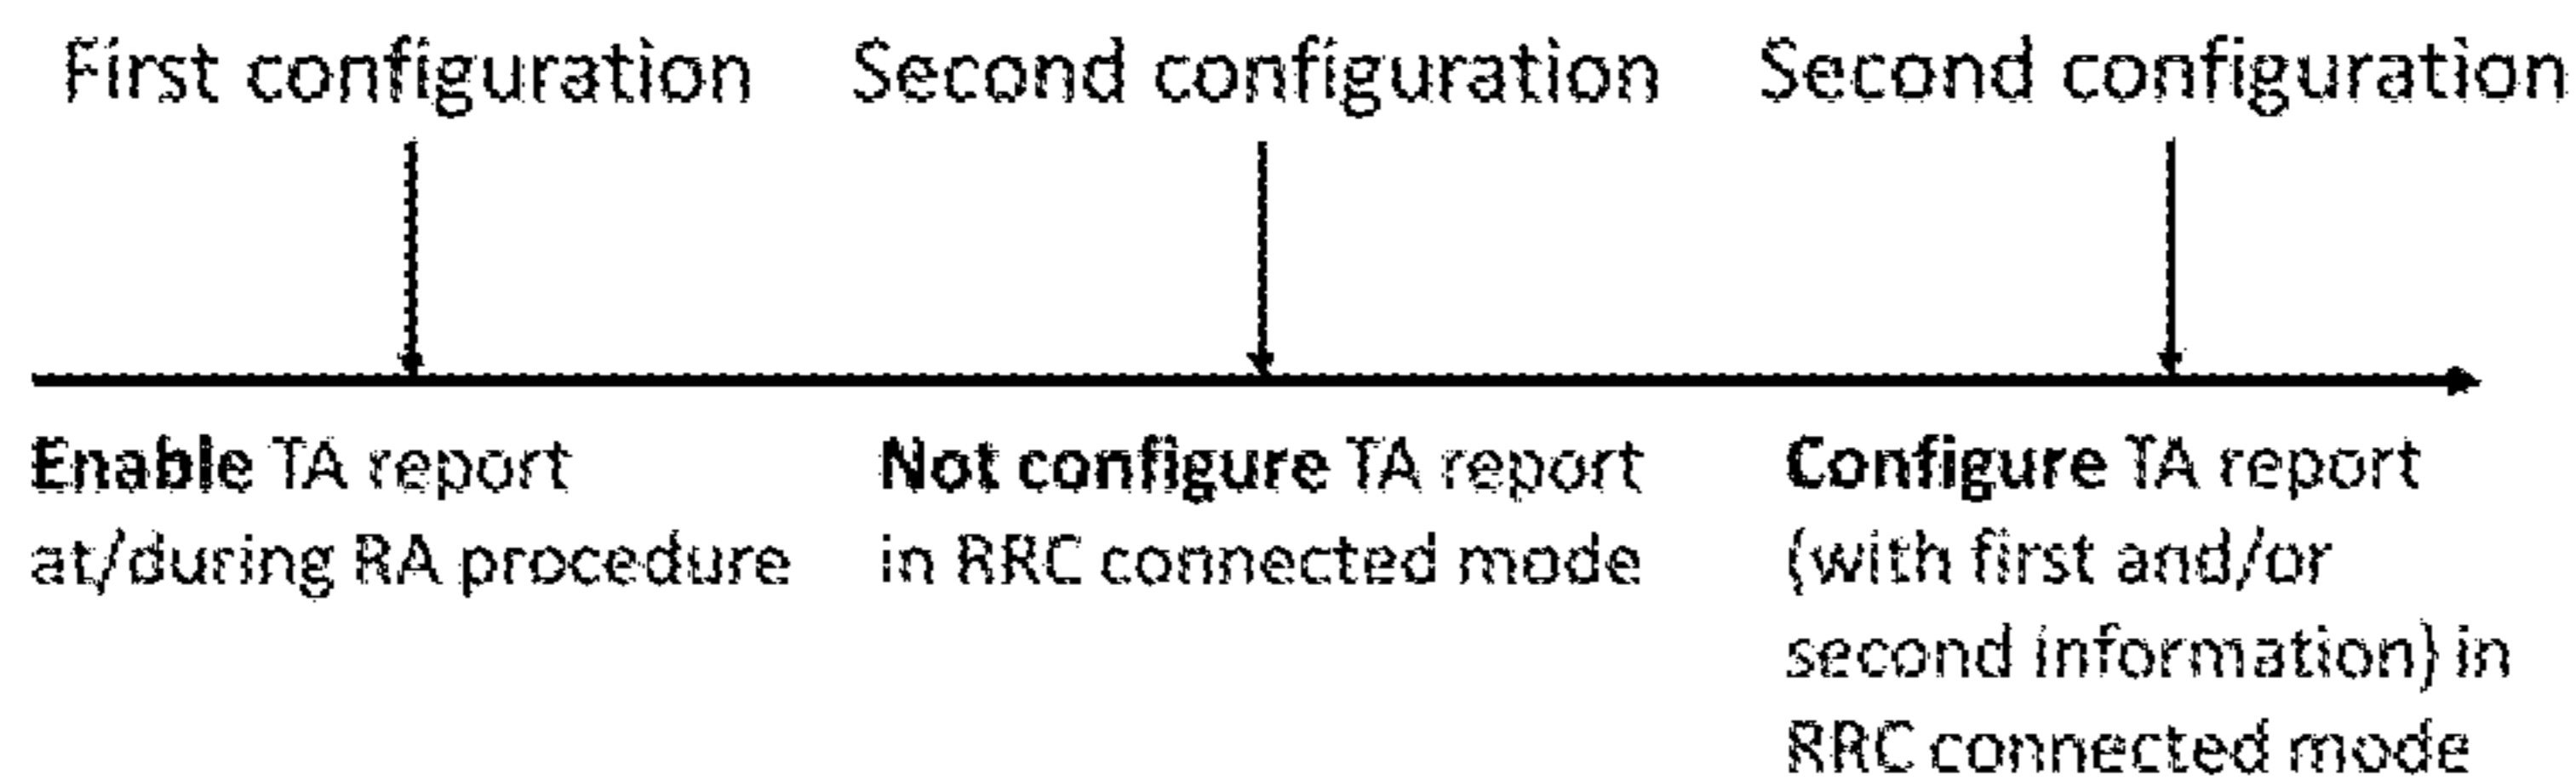 First configuration
Second configuration
Second configuration
Enable TA report
at/during RA procedure
Not configure TA report
in RRC connected mode
Configure TA report
(with first and/or
second information) in
RRC connected mode